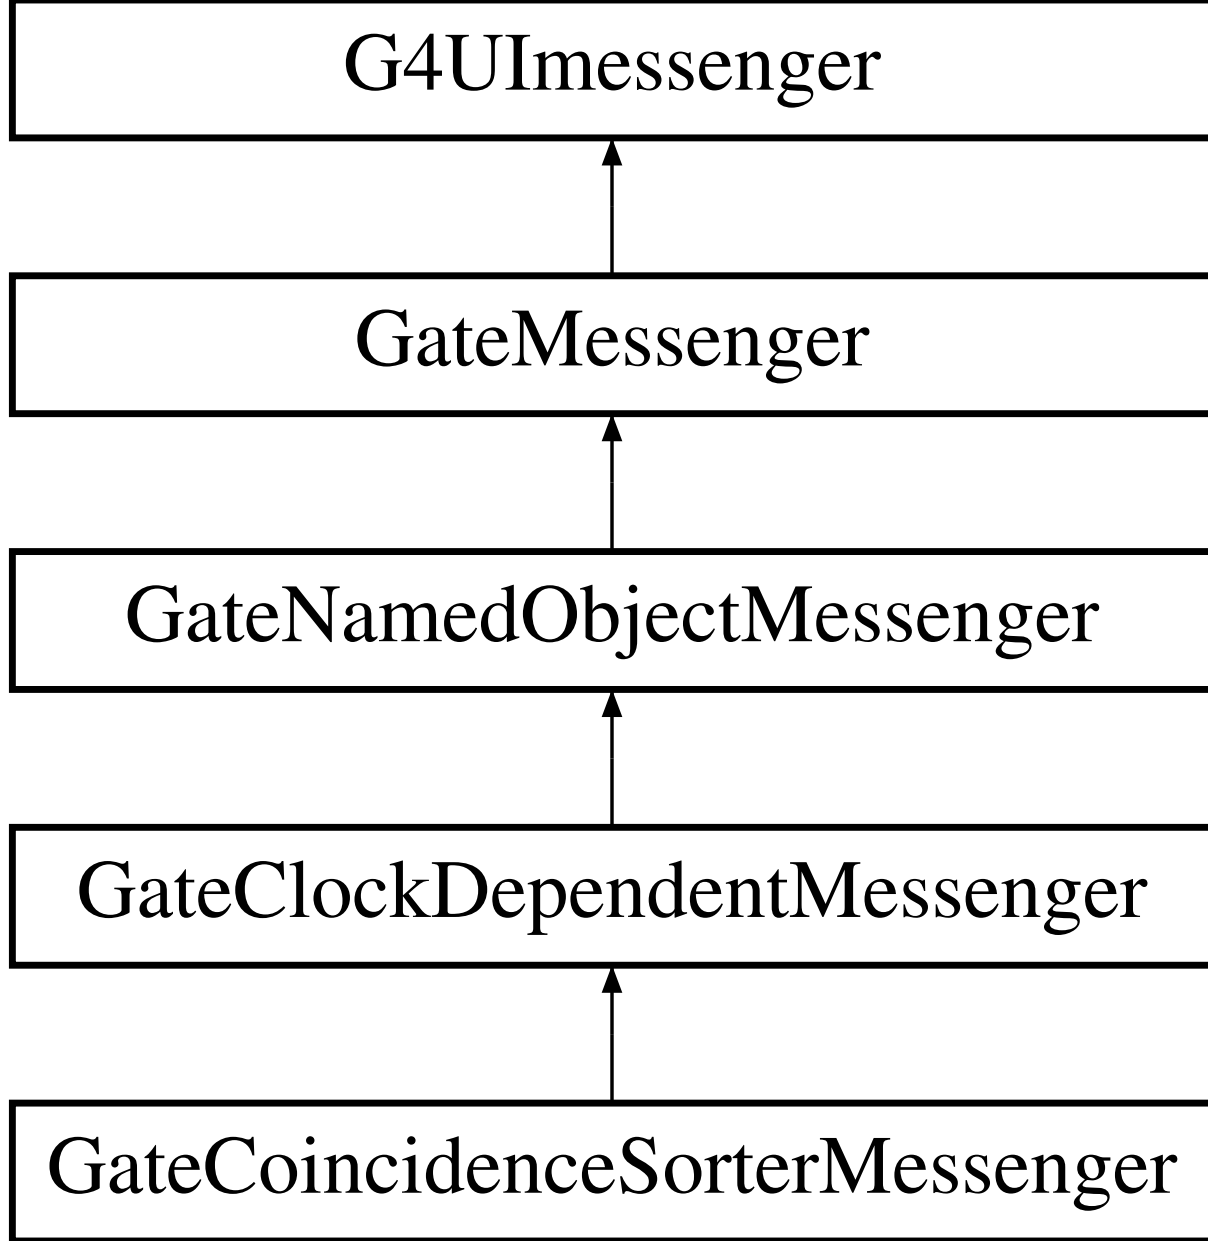 G4UImessenger
GateMessenger
GateNamedObjectMessenger
GateClockDependentMessenger
GateCoincidenceSorterMessenger